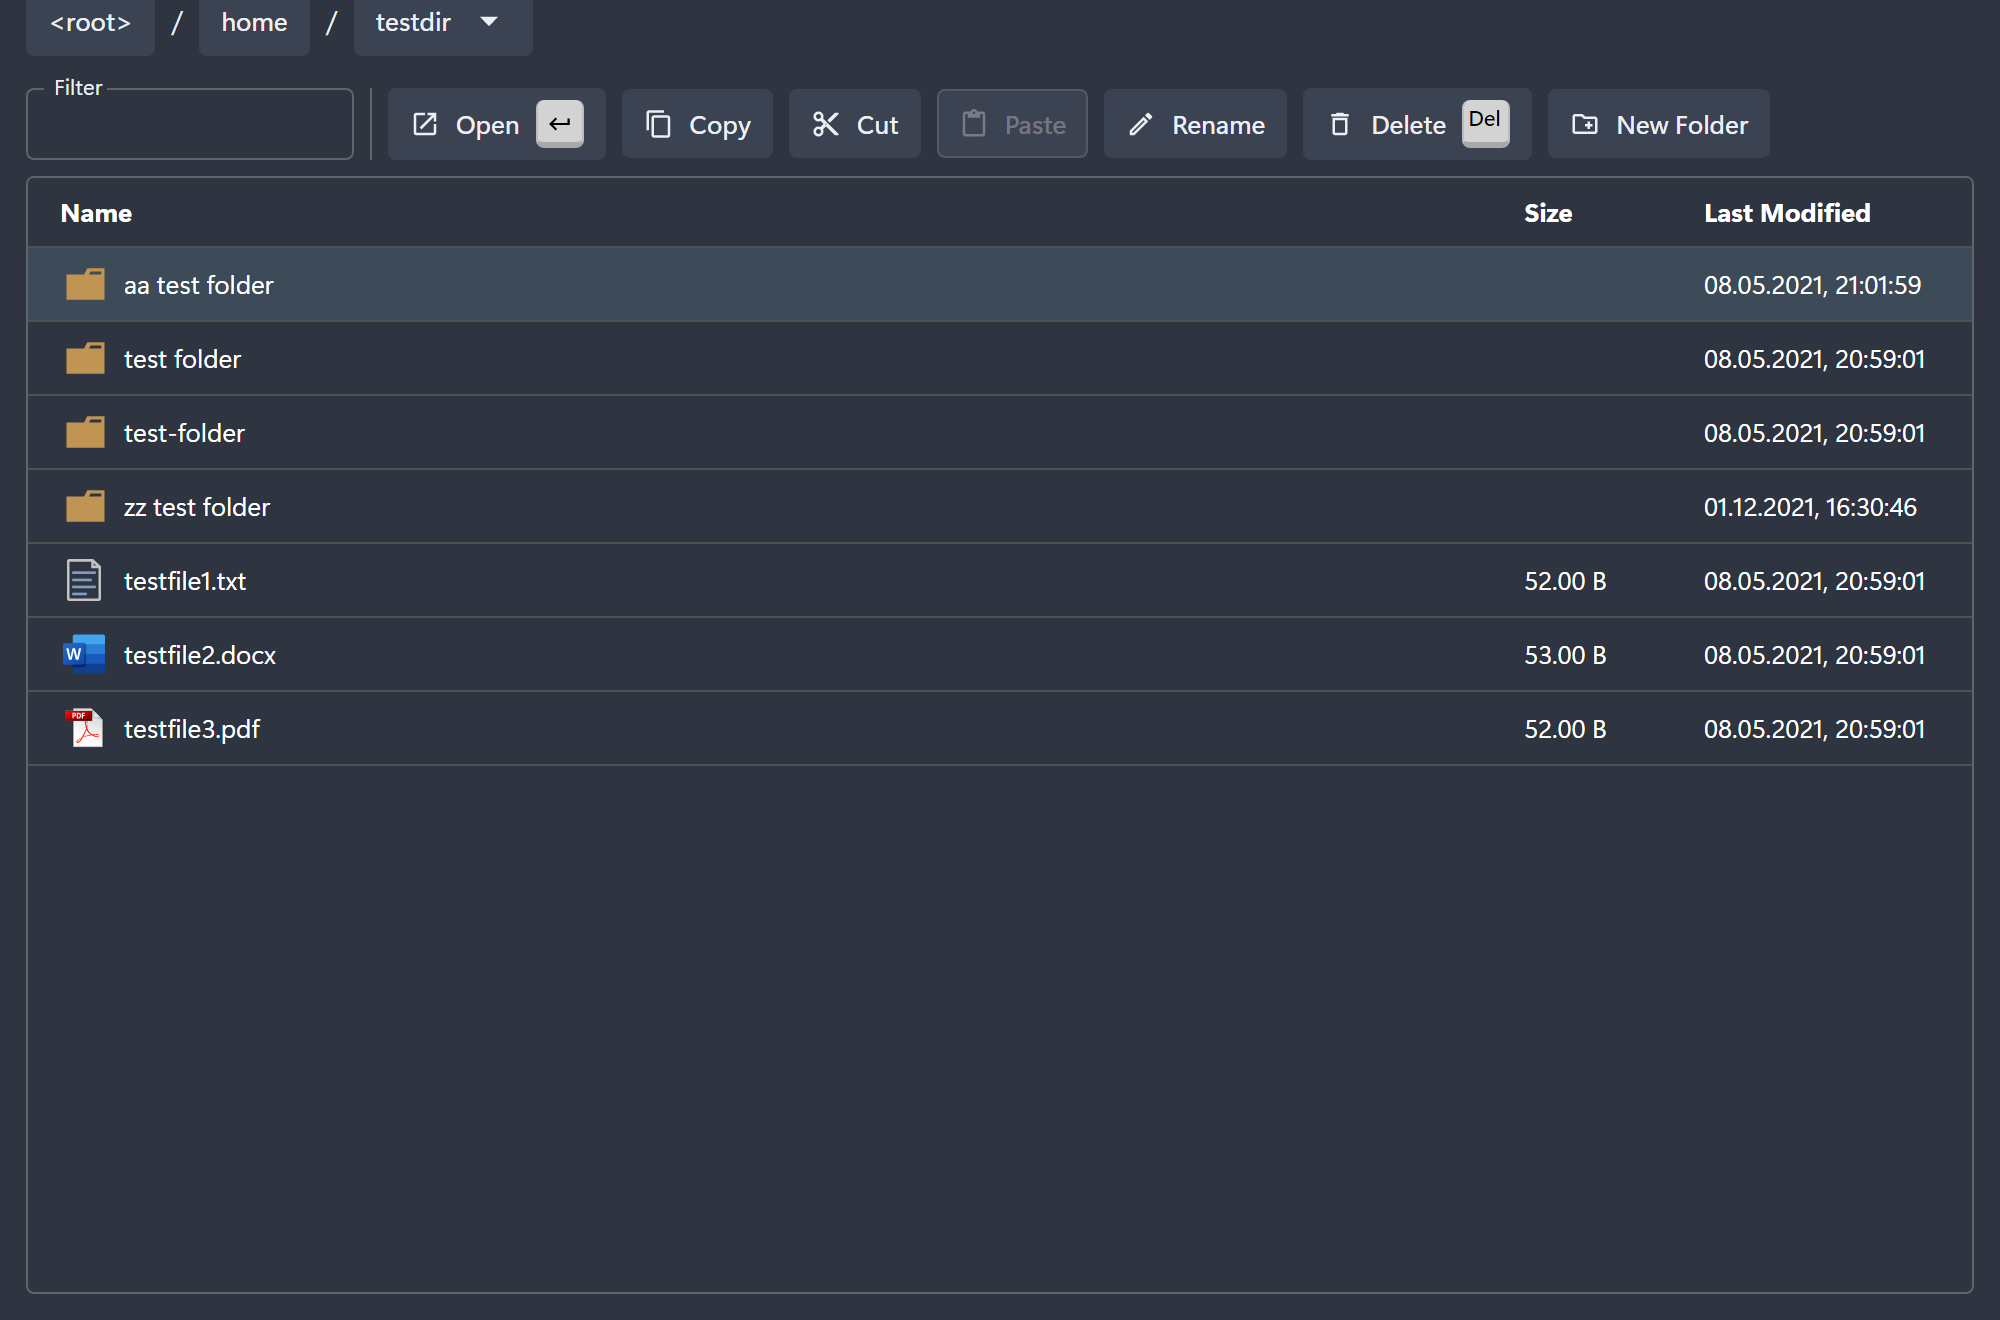 <root> / home / testdir
Filter
Open Copy Cut Paste Rename Delete Del New Folder
Name Size Last Modified
aa test folder 08.05.2021, 21:01:59
test folder 08.05.2021, 20:59:01
test-folder 08.05.2021, 20:59:01
zz test folder 01.12.2021, 16:30:46
testfile1.txt 52.00 B 08.05.2021, 20:59:01
W testfile2.docx 53.00 B 08.05.2021, 20:59:01
PDF testfile3.pdf 52.00 B 08.05.2021, 20:59:01